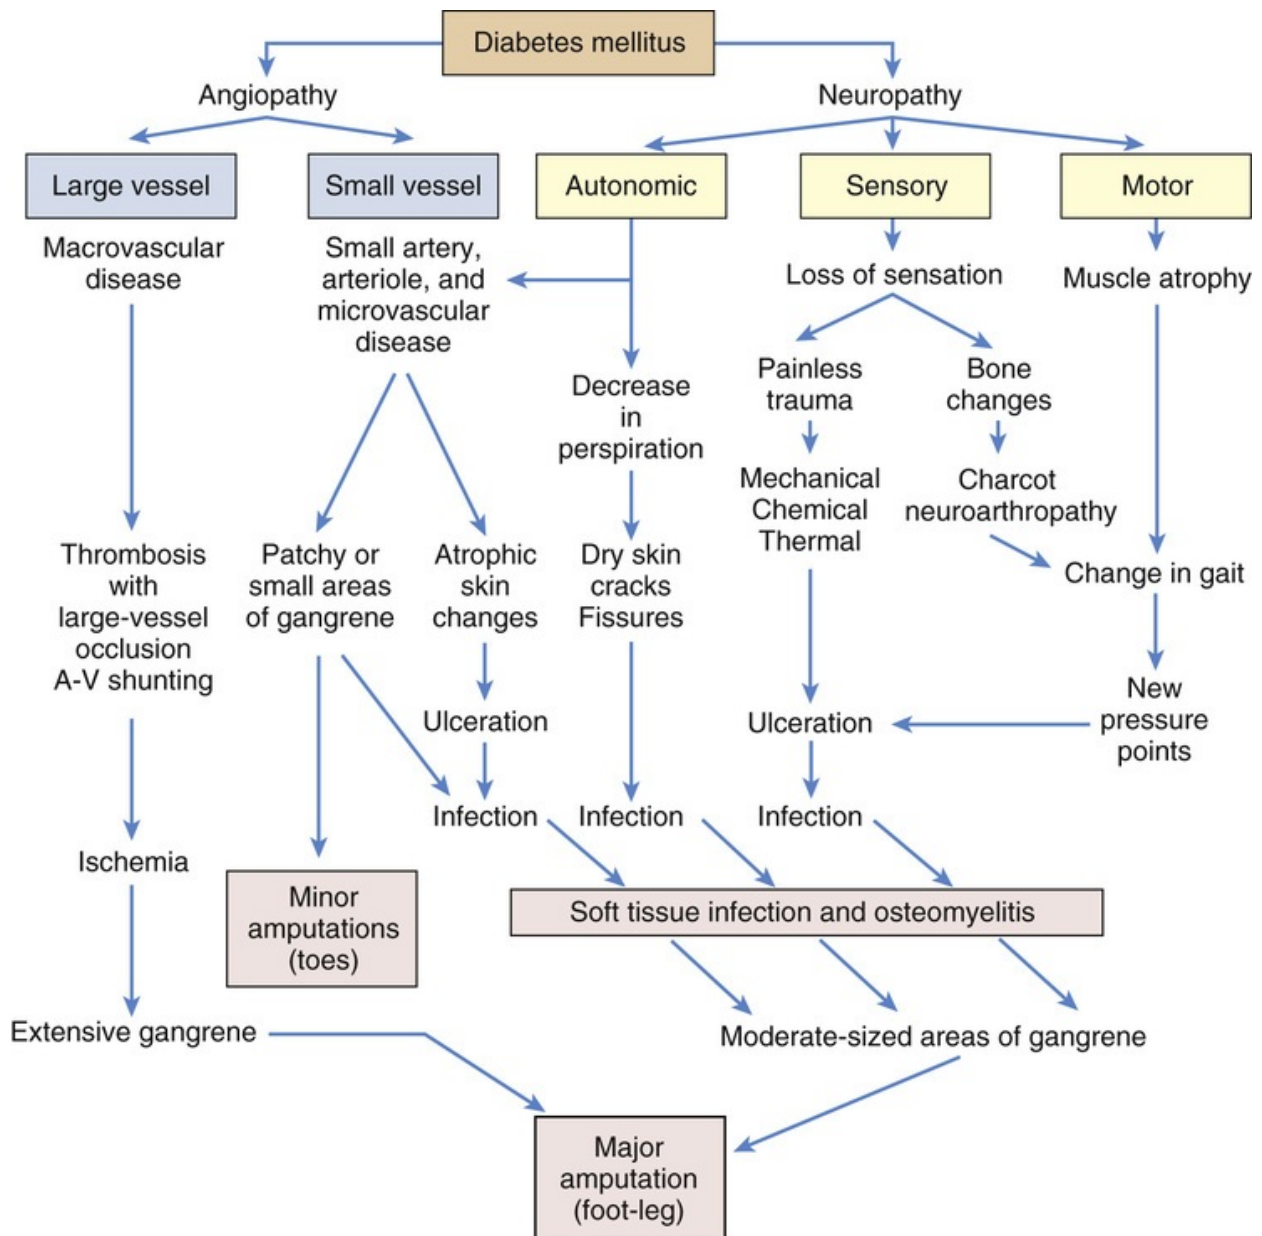 Diabetes mellitus
Angiopathy
Neuropathy
Large vessel
Small vessel
Autonomic
Sensory
Motor
Macrovascular
disease
Small artery,
arteriole, and
microvascular
disease
Loss of sensation
Muscle atrophy
Painless
trauma
Bone
changes
Decrease
in
perspiration
Mechanical
Chemical
Thermal
Charcot
neuroarthropathy
Thrombosis
with
large-vessel
occlusion
A-V shunting
Patchy or
small areas
of gangrene
Atrophic
skin
changes
Dry skin
cracks
Fissures
Change in gait
New
pressure
points
Ulceration
Ulceration
Infection
Infection
Infection
Ischemia
Minor
amputations
(toes)
Soft tissue infection and osteomyelitis
Extensive gangrene
Moderate-sized areas of gangrene
Major
amputation
(foot-leg)